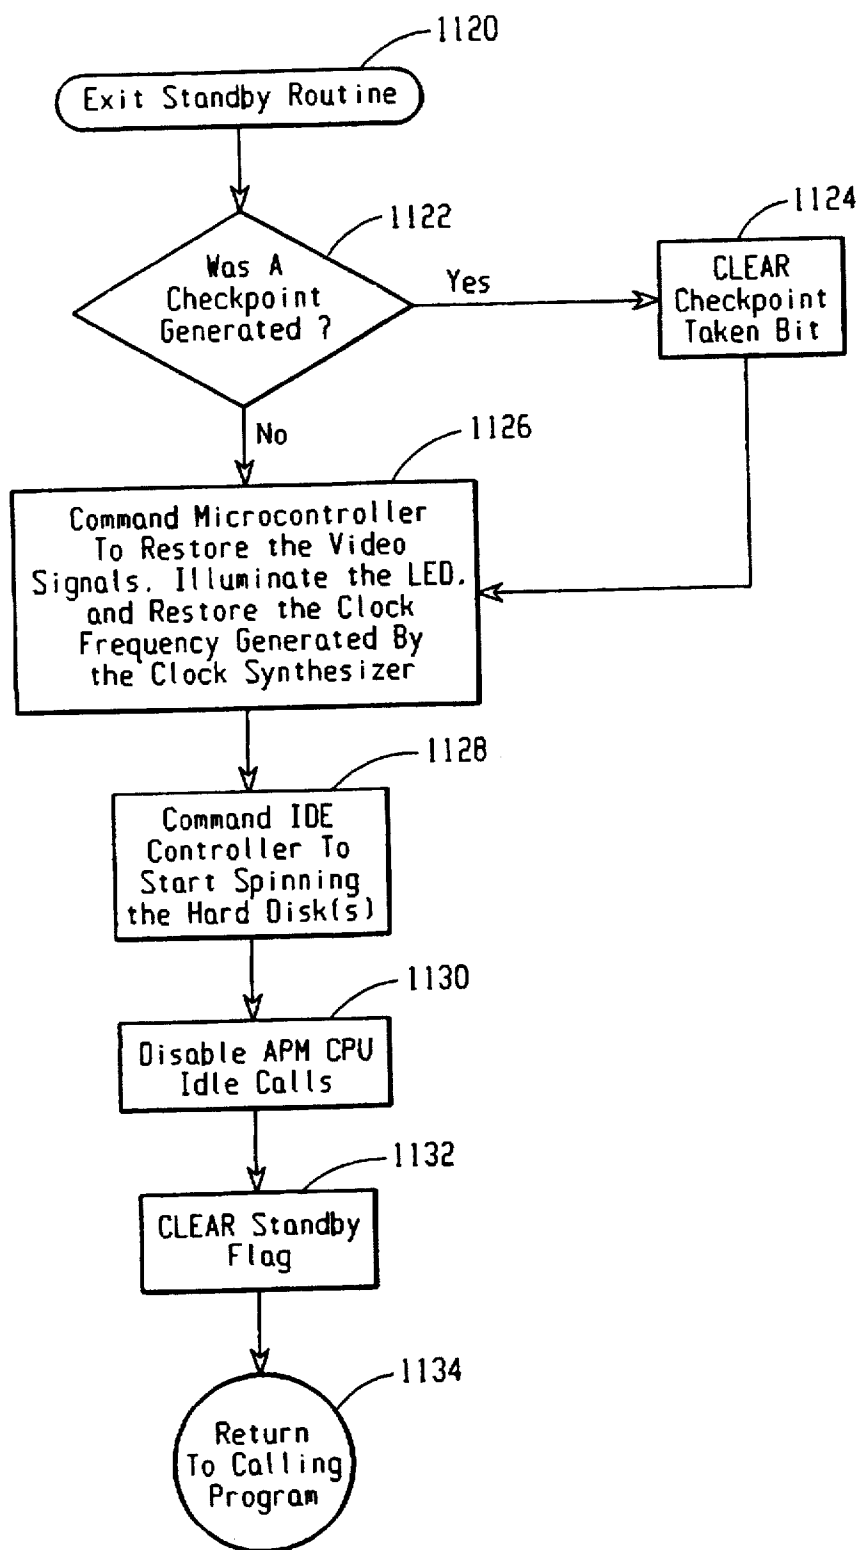 1120
Exit Standby Routine
1122
Was A
Checkpoint
Generated ?
Yes
1124
CLEAR
Checkpoint
Taken Bit
No
1126
Command Microcontroller
To Restore the Video
Signals. Illuminate the LED.
and Restore the Clock
Frequency Generated By
the Clock Synthesizer
1128
Command IDE
Controller To
Start Spinning
the Hard Disk(s)
1130
Disable APM CPU
Idle Calls
1132
CLEAR Standby
Flag
1134
Return
To Calling
Program